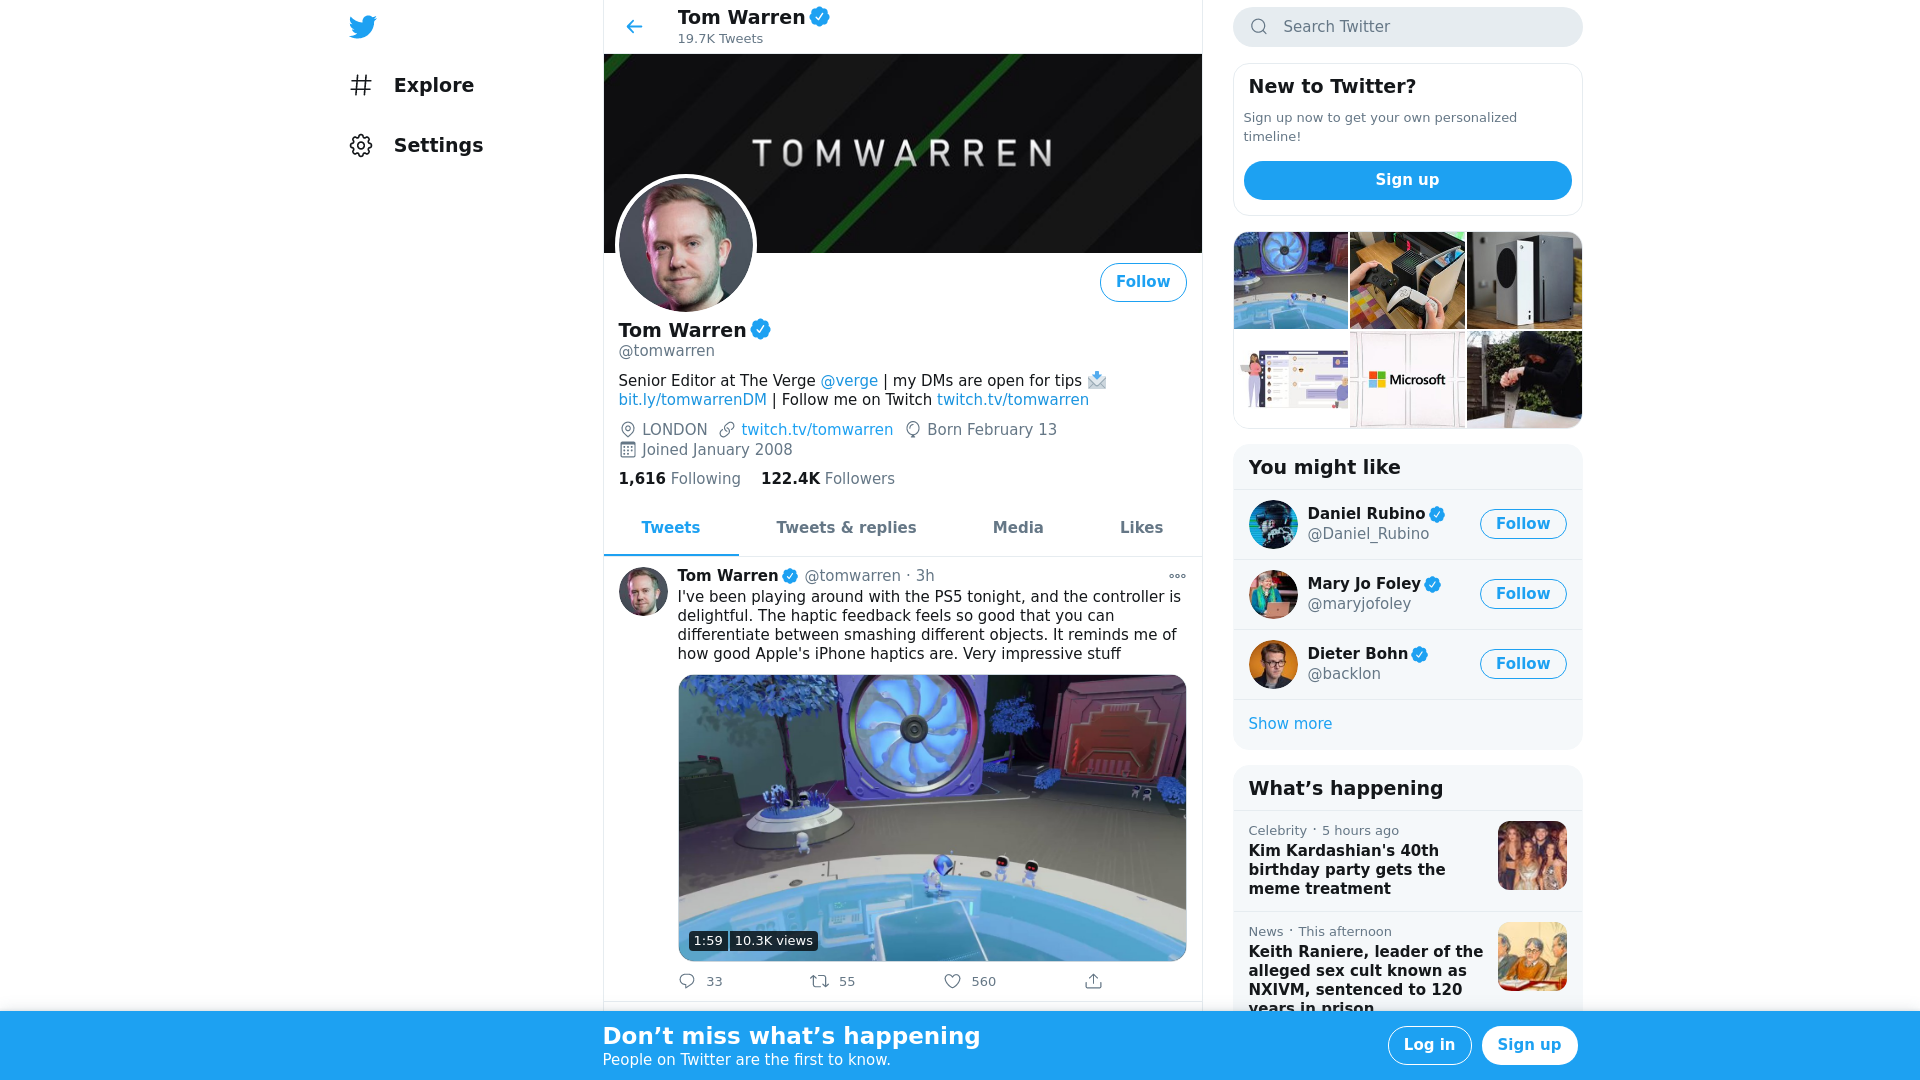 Explore
Settings
Tom Warren
19.7K Tweets
TOMWARREN
Follow
Tom Warren
@tomwarren
Senior Editor at The Verge @verge | my DMs are open for tips
bit.ly/tomwarrenDM | Follow me on Twitch twitch.tv/tomwarren
LONDON twitch.tv/tomwarren Born February 13
Joined January 2008
1,616 Following 122.4K Followers
Tweets Tweets & replies Media Likes
Tom Warren @tomwarren · 3h
I've been playing around with the PS5 tonight, and the controller is
delightful. The haptic feedback feels so good that you can
differentiate between smashing different objects. It reminds me of
how good Apple's iPhone haptics are. Very impressive stuff
1:59 10.3K views
33 55 560
Search Twitter
New to Twitter?
Sign up now to get your own personalized
timeline!
Sign up
Microsoft
You might like
Daniel Rubino
@Daniel_Rubino
Follow
Mary Jo Foley
@maryjofoley
Follow
Dieter Bohn
@backlon
Follow
Show more
What’s happening
Celebrity · 5 hours ago
Kim Kardashian's 40th
birthday party gets the
meme treatment
News · This afternoon
Keith Raniere, leader of the
alleged sex cult known as
NXIVM, sentenced to 120
years in prison
Don’t miss what’s happening
People on Twitter are the first to know.
Log in
Sign up